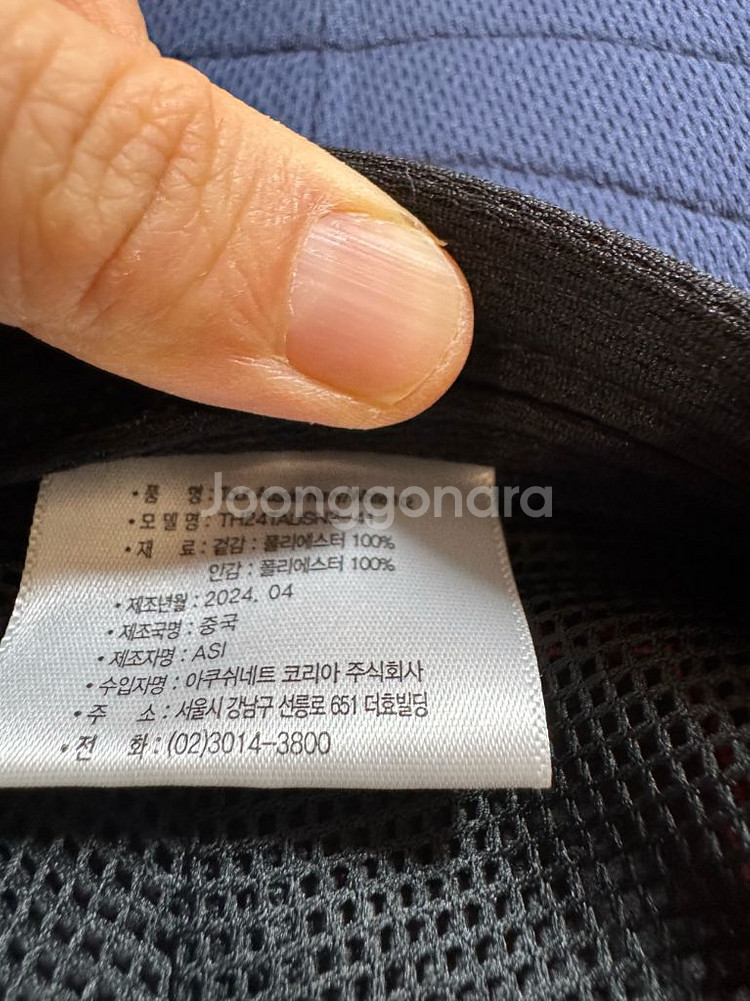 Joonggonara
• 품 명 :
• 모 델 명 :
• 재 료 : 겉감 : 폴리에스터 100%
안감 : 폴리에스터 100%
• 제조년월 : 2024. 04
• 제조국명 : 중국
• 제조자명 : ASI
• 수입자명 : 아쿠쉬네트 코리아 주식회사
• 주 소 : 서울시 강남구 선릉로 651 더효빌딩
• 전 화 : (02)3014-3800